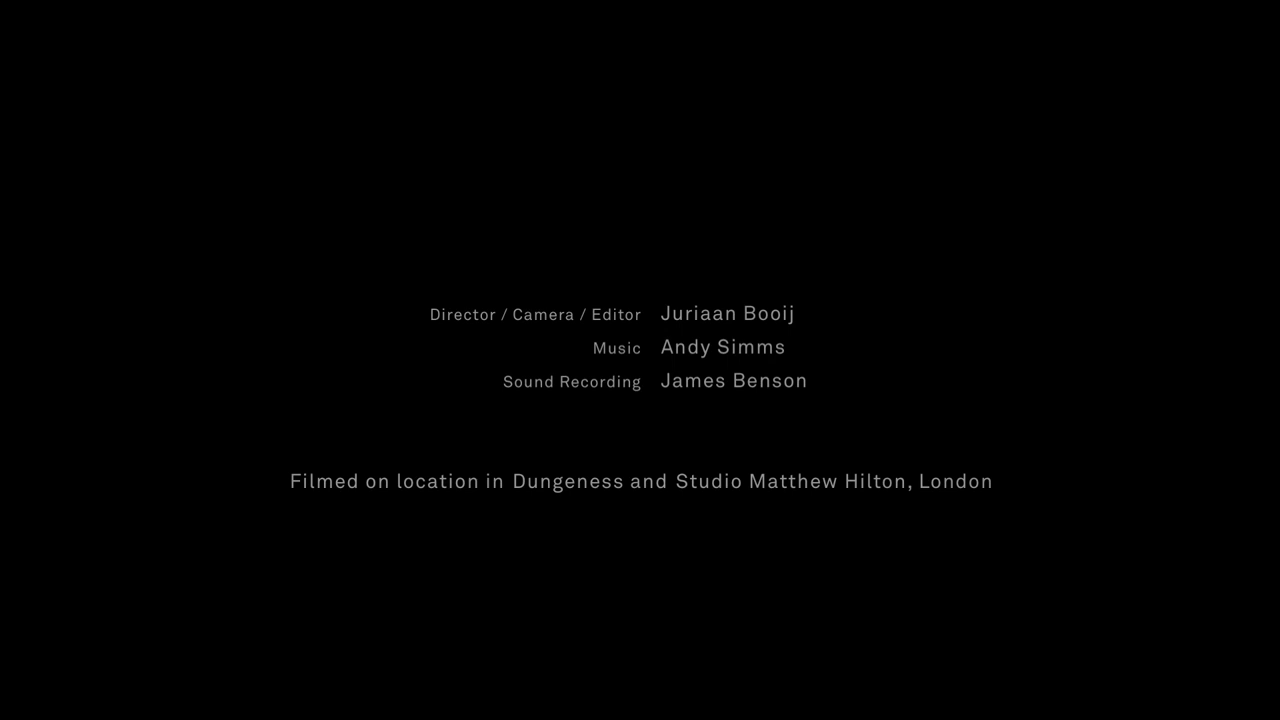 Director / Camera / Editor Juriaan Booij
Music Andy Simms
Sound Recording James Benson
Filmed on location in Dungeness and Studio Matthew Hilton, London